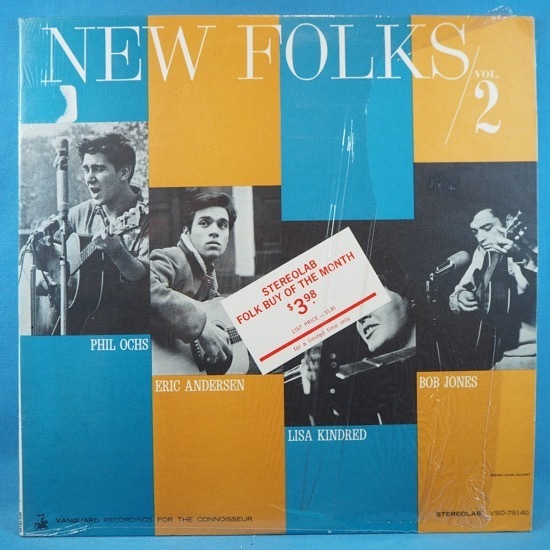 NEW FOLKS / VOL. 2
PHIL OCHS
STEREOLAB
FOLK BUY OF THE MONTH
$3.98
LIST PRICE — $5.95
for a limited time only
ERIC ANDERSEN
BOB JONES
LISA KINDRED
VANGUARD RECORDINGS FOR THE CONNOISSEUR
STEREOLAB VSD-79140